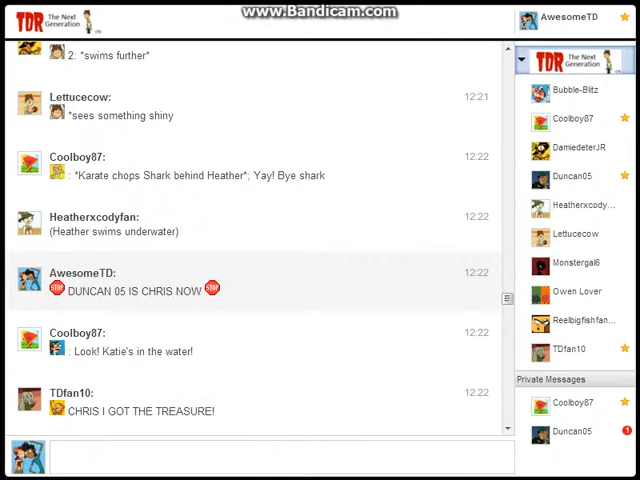 www.Bandicam.com
TDR The Next Generation
AwesomeTD
2: *swims further*
Lettucecow: 12:21
*sees something shiny
Coolboy87: 12:22
: *Karate chops Shark behind Heather*; Yay! Bye shark
Heatherxcodyfan: 12:22
(Heather swims underwater)
AwesomeTD: 12:22
STOP DUNCAN 05 IS CHRIS NOW STOP
Coolboy87: 12:22
: Look! Katie's in the water!
TDfan10: 12:22
CHRIS I GOT THE TREASURE!
TDR The Next Generation
Bubble-Blitz
Coolboy87
DamiedeterJR
Duncan05
Heatherxcody...
Lettucecow
Monstergal6
Owen Lover
Reelbigfishfan...
TDfan10
Private Messages
Coolboy87
Duncan05 1